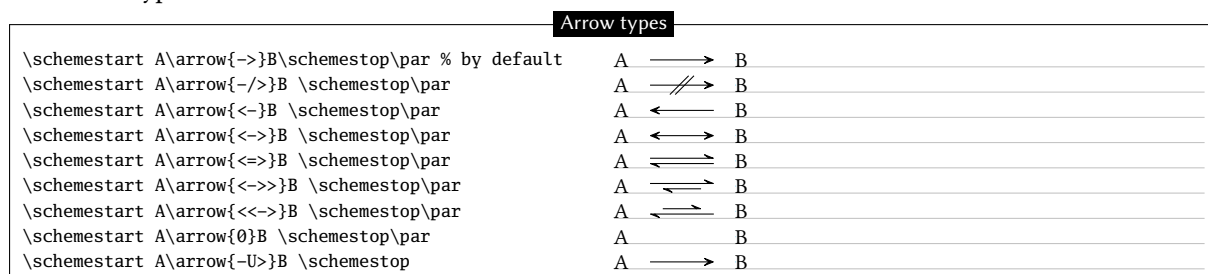 Arrow types
\schemestart A\arrow{->}B\schemestop\par % by default A B
\schemestart A\arrow{-/>}B \schemestop\par A B
\schemestart A\arrow{<-}B \schemestop\par A B
\schemestart A\arrow{<->}B \schemestop\par A B
\schemestart A\arrow{<=>}B \schemestop\par A B
\schemestart A\arrow{<->>}B \schemestop\par A B
\schemestart A\arrow{<<->}B \schemestop\par A B
\schemestart A\arrow{0}B \schemestop\par A B
\schemestart A\arrow{-U>}B \schemestop A B